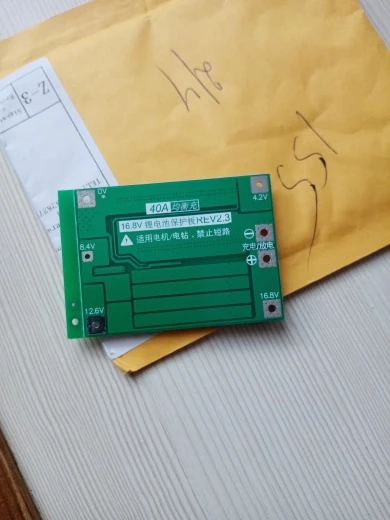 0V
4.2V
40A 均衡充
16.8V 锂电池保护板REV2.3
适用电机/电钻，禁止短路
充电/放电
8.4V
16.8V
12.6V
Z-3